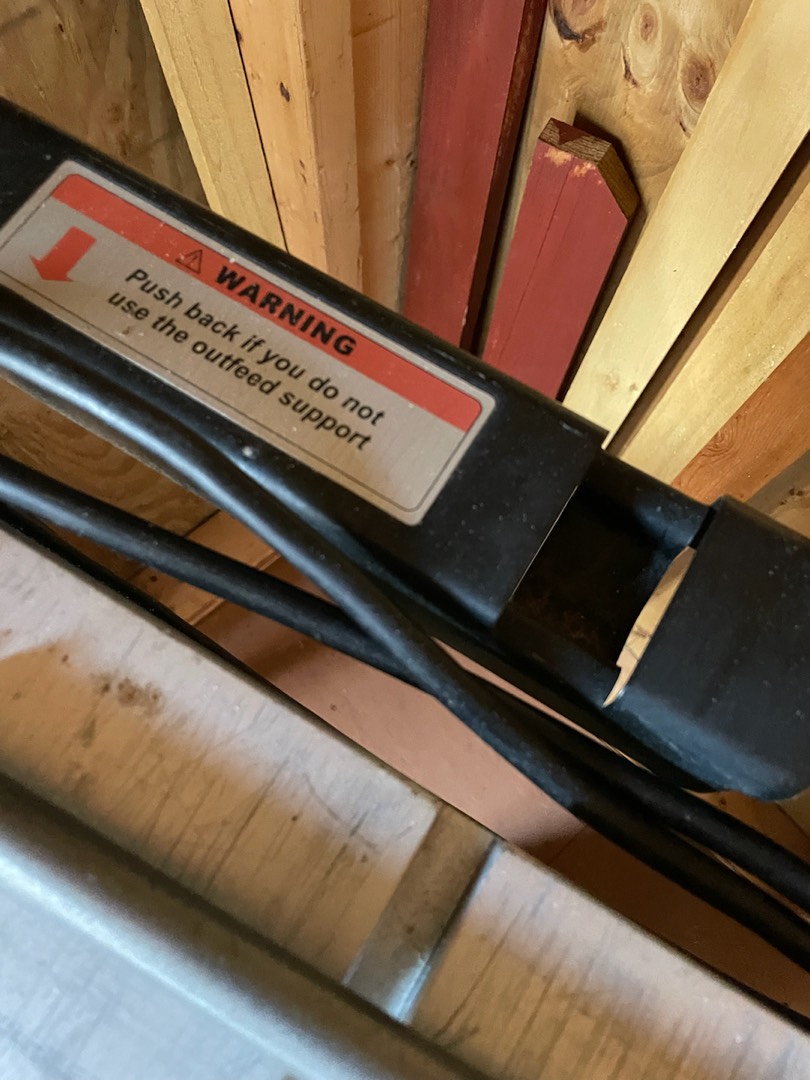 WARNING
Push back if you do not
use the outfeed support